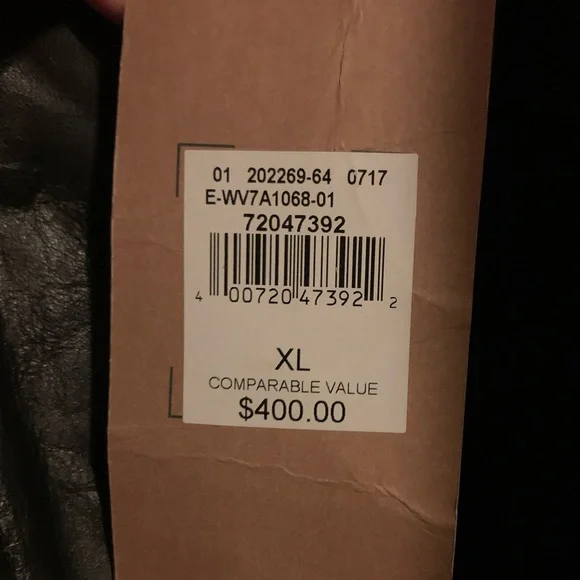 01 202269-64 0717
E-WV7A1068-01
72047392
4 00720 47392 2
XL
COMPARABLE VALUE
$400.00